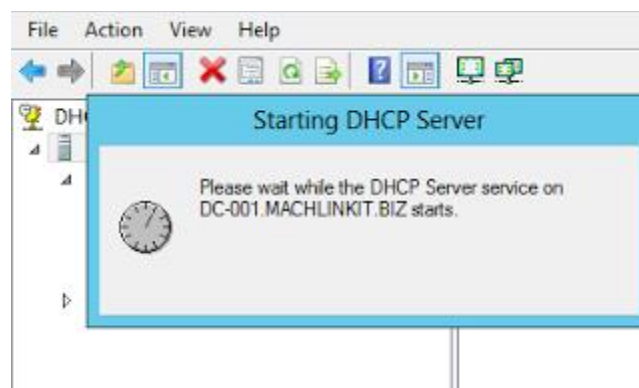 File Action View Help
DH
Starting DHCP Server
Please wait while the DHCP Server service on
DC-001.MACHLINKIT.BIZ starts.